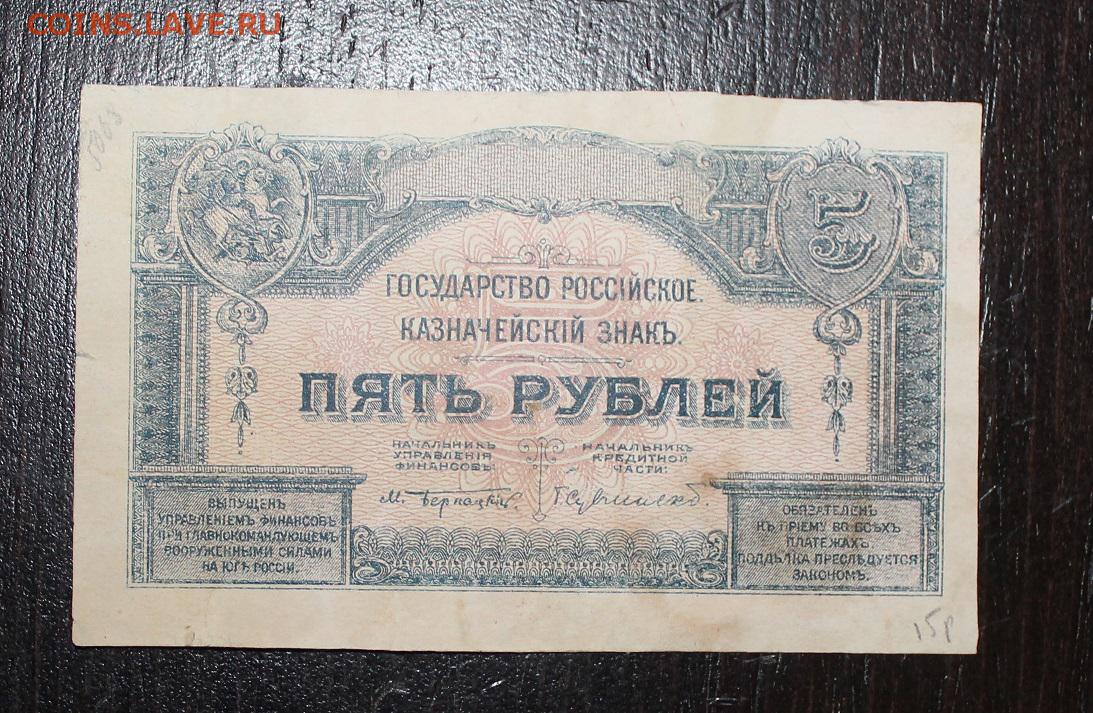 COINS.LAVE.RU
5
ГОСУДАРСТВО РОССІЙСКОЕ.
КАЗНАЧЕЙСКІЙ ЗНАКЪ.
ПЯТЬ РУБЛЕЙ
НАЧАЛЬНИКЪ
УПРАВЛЕНІЯ
ФИНАНСОВЪ:
НАЧАЛЬНИКЪ
КРЕДИТНОЙ
ЧАСТИ:
М. Бернацкій.
ВЫПУЩЕНЪ
УПРАВЛЕНІЕМЪ ФИНАНСОВЪ
ПРИ ГЛАВНОКОМАНДУЮЩЕМЪ
ВООРУЖЕННЫМИ СИЛАМИ
НА ЮГѢ РОССІИ.
ОБЯЗАТЕЛЕНЪ
КЪ ПРІЕМУ ВО ВСѢХЪ
ПЛАТЕЖАХЪ.
ПОДДѢЛКА ПРЕСЛѢДУЕТСЯ
ЗАКОНОМЪ.
15р